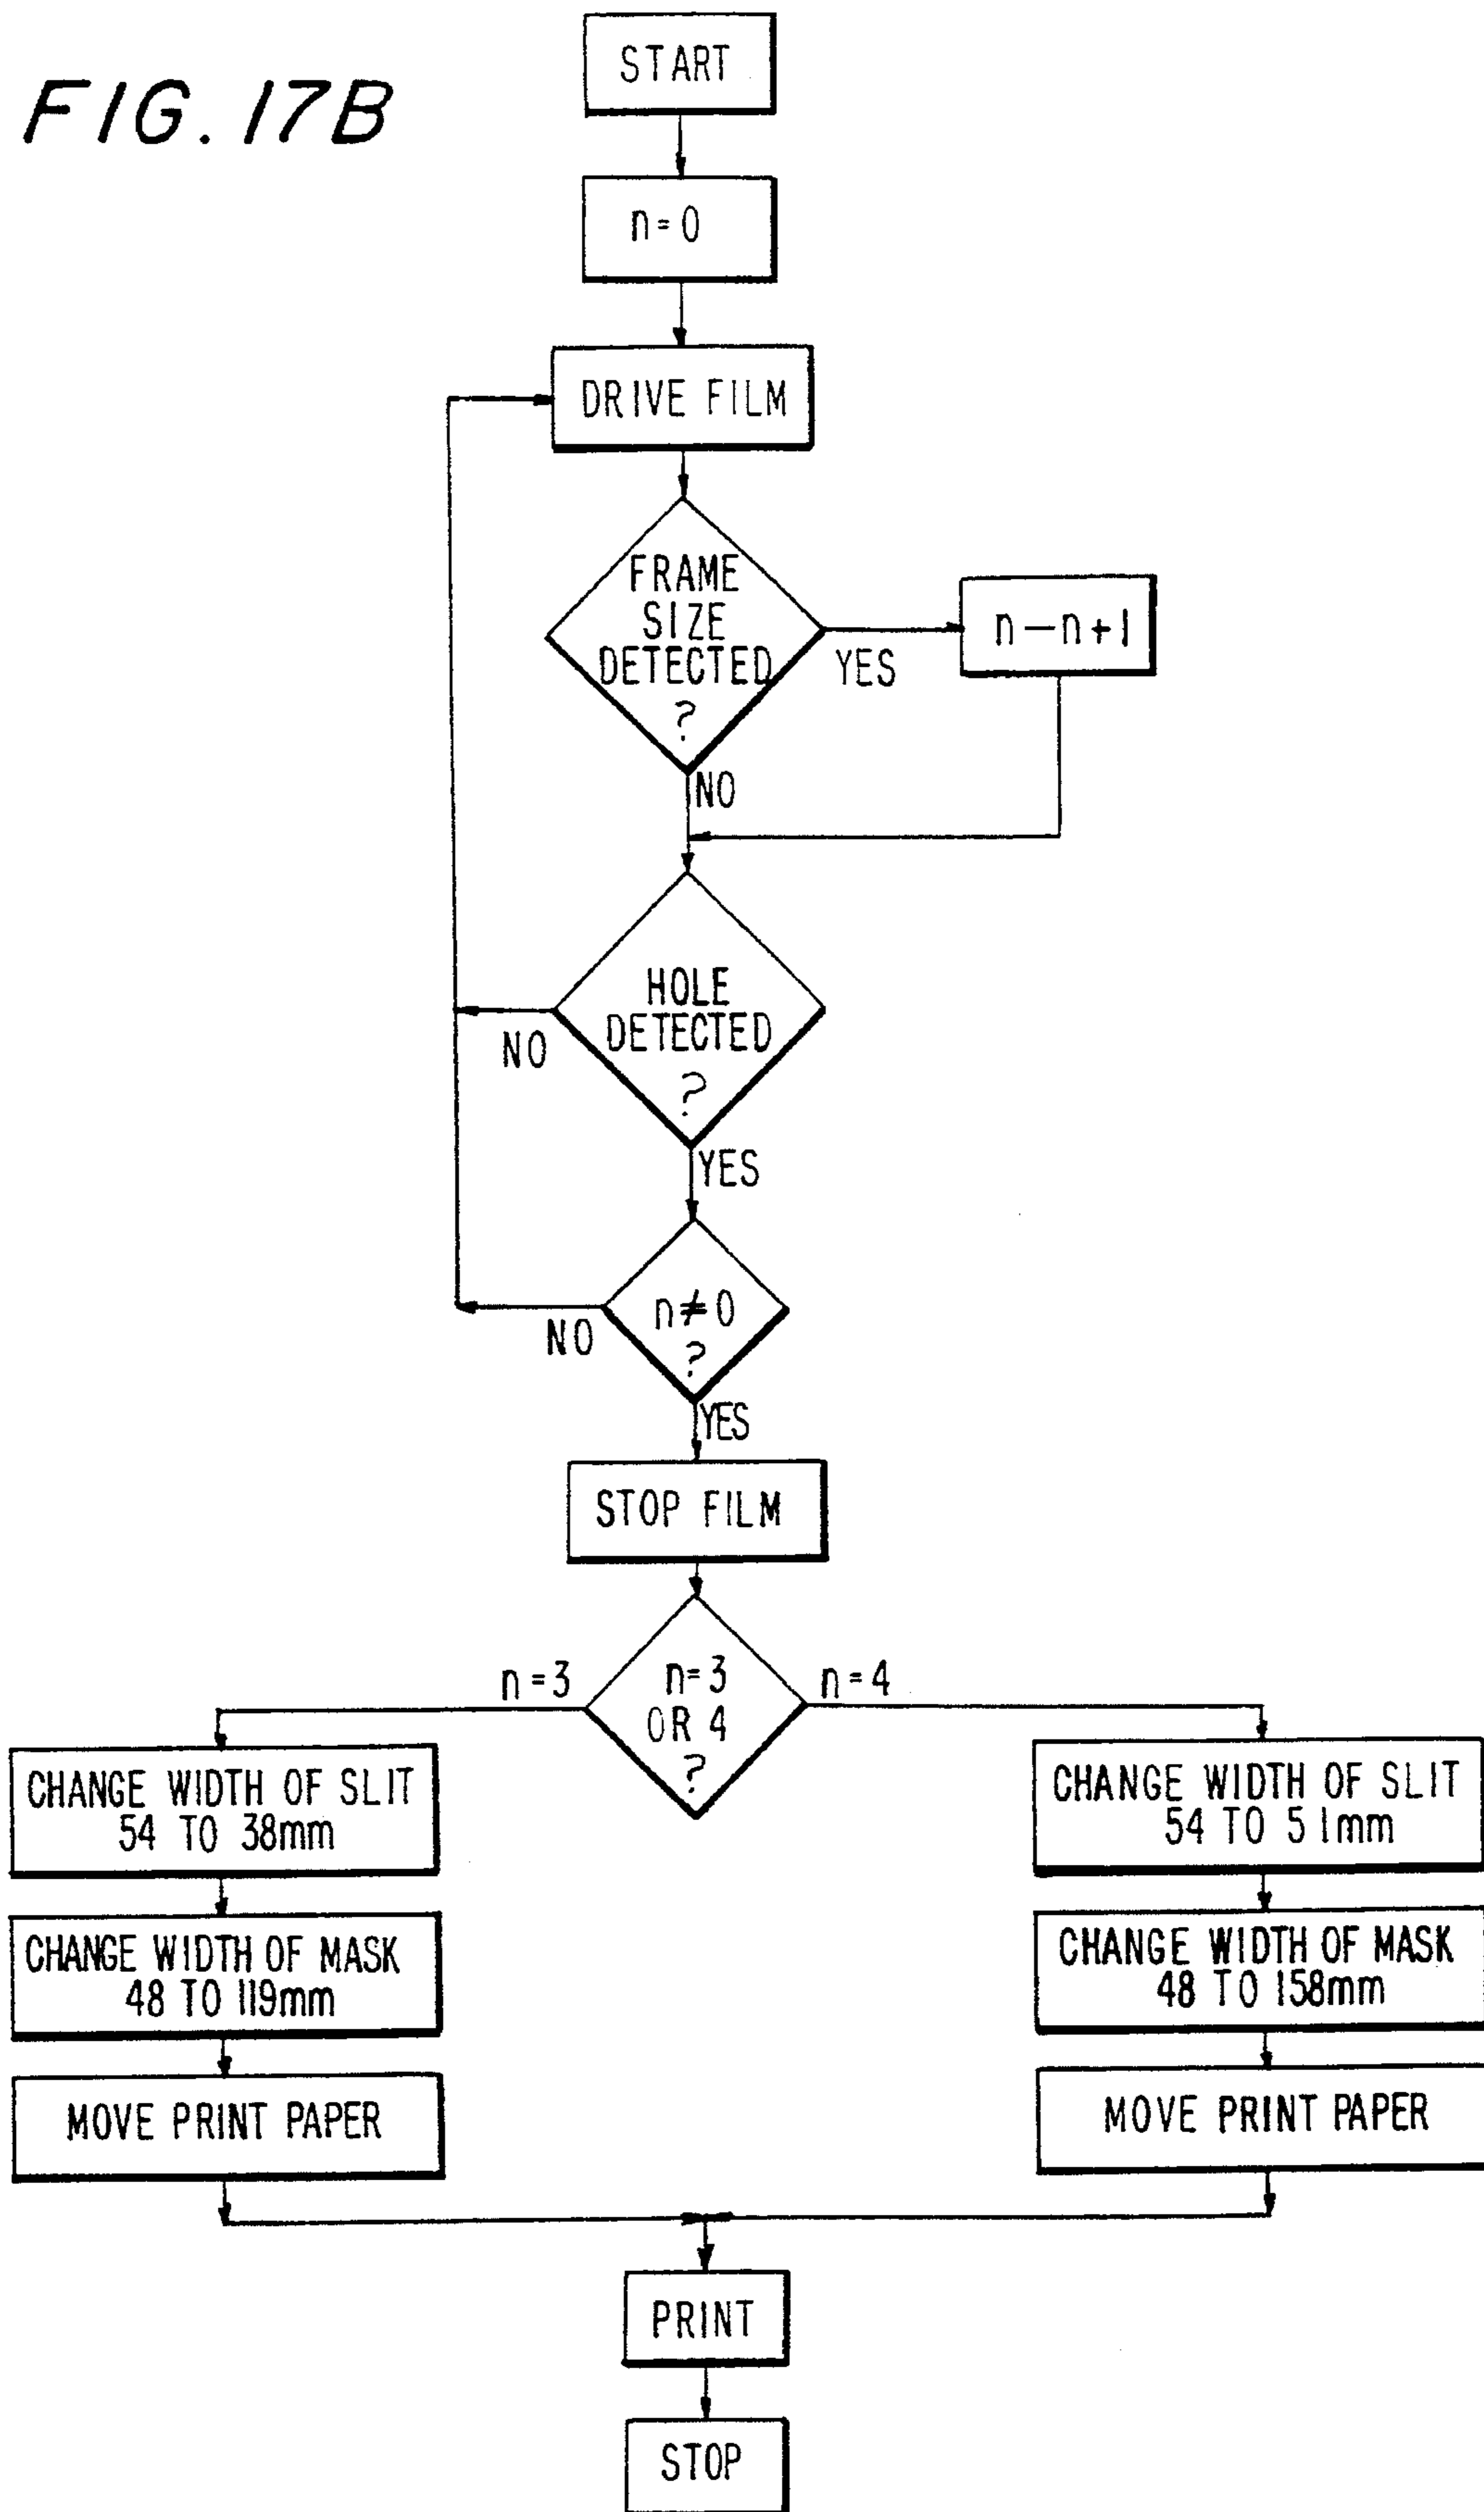 FIG. 17B
START
n=0
DRIVE FILM
FRAME
SIZE
DETECTED
?
YES
n—n+1
NO
HOLE
DETECTED
?
NO
YES
n≠0
?
NO
YES
STOP FILM
n=3
OR 4
?
n=3
n=4
CHANGE WIDTH OF SLIT
54 TO 38mm
CHANGE WIDTH OF SLIT
54 TO 51mm
CHANGE WIDTH OF MASK
48 TO 119mm
CHANGE WIDTH OF MASK
48 TO 158mm
MOVE PRINT PAPER
MOVE PRINT PAPER
PRINT
STOP